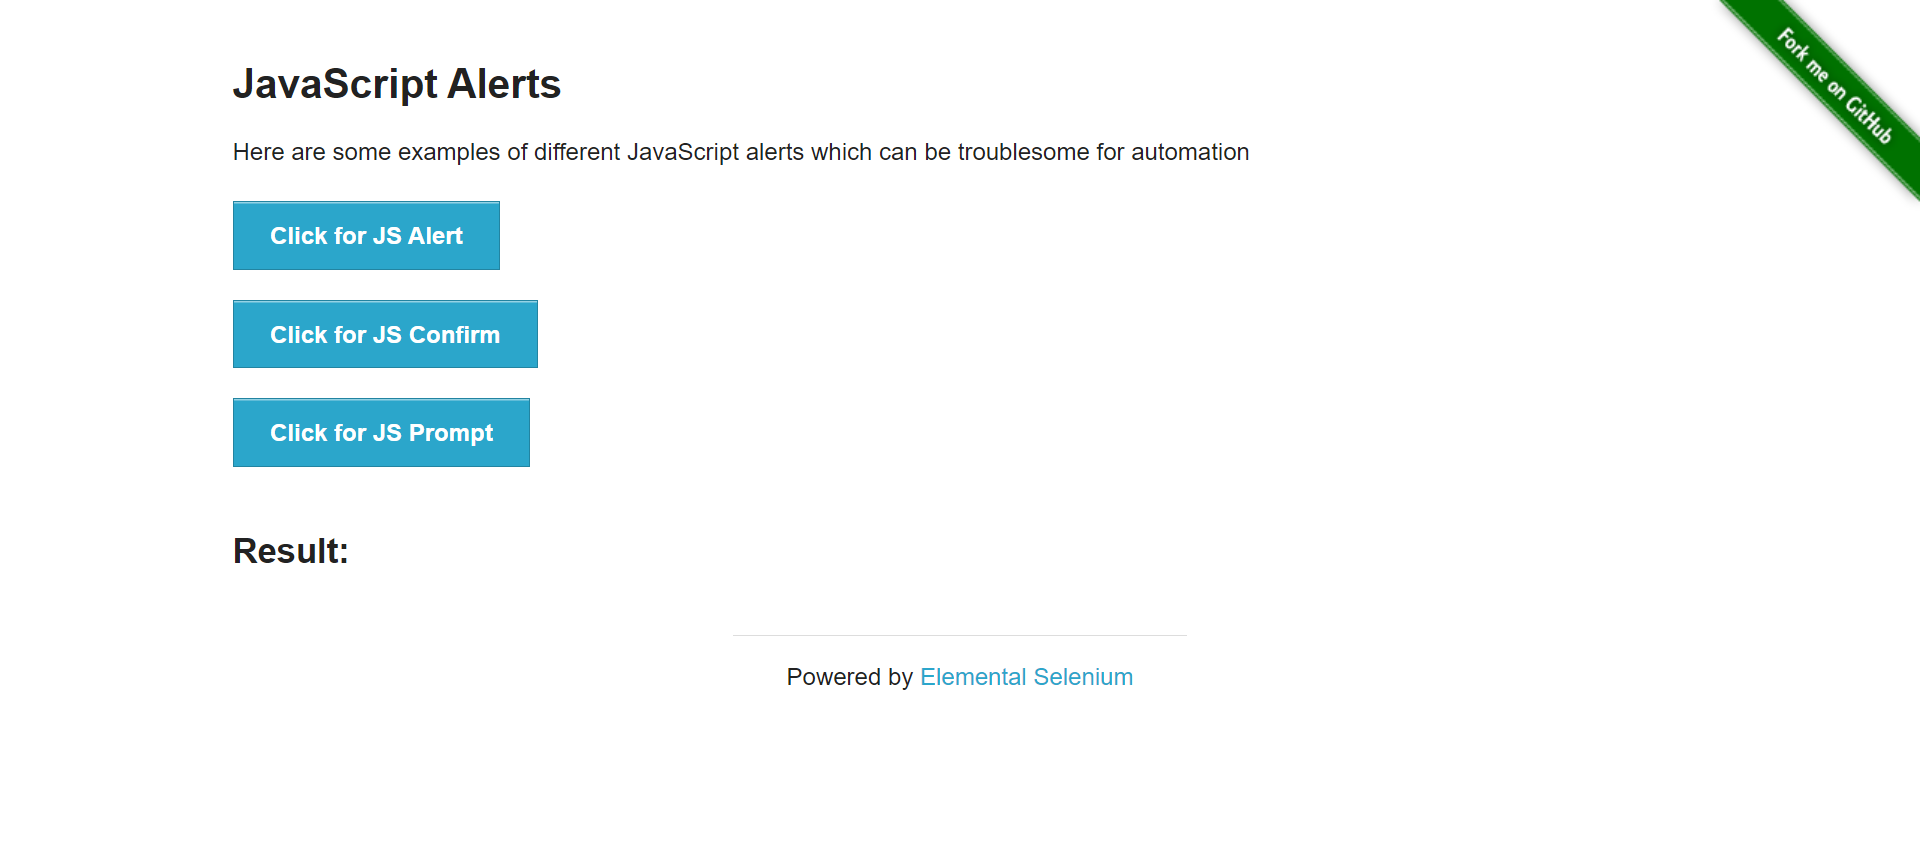 Fork me on GitHub
JavaScript Alerts
Here are some examples of different JavaScript alerts which can be troublesome for automation
Click for JS Alert
Click for JS Confirm
Click for JS Prompt
Result:
Powered by Elemental Selenium